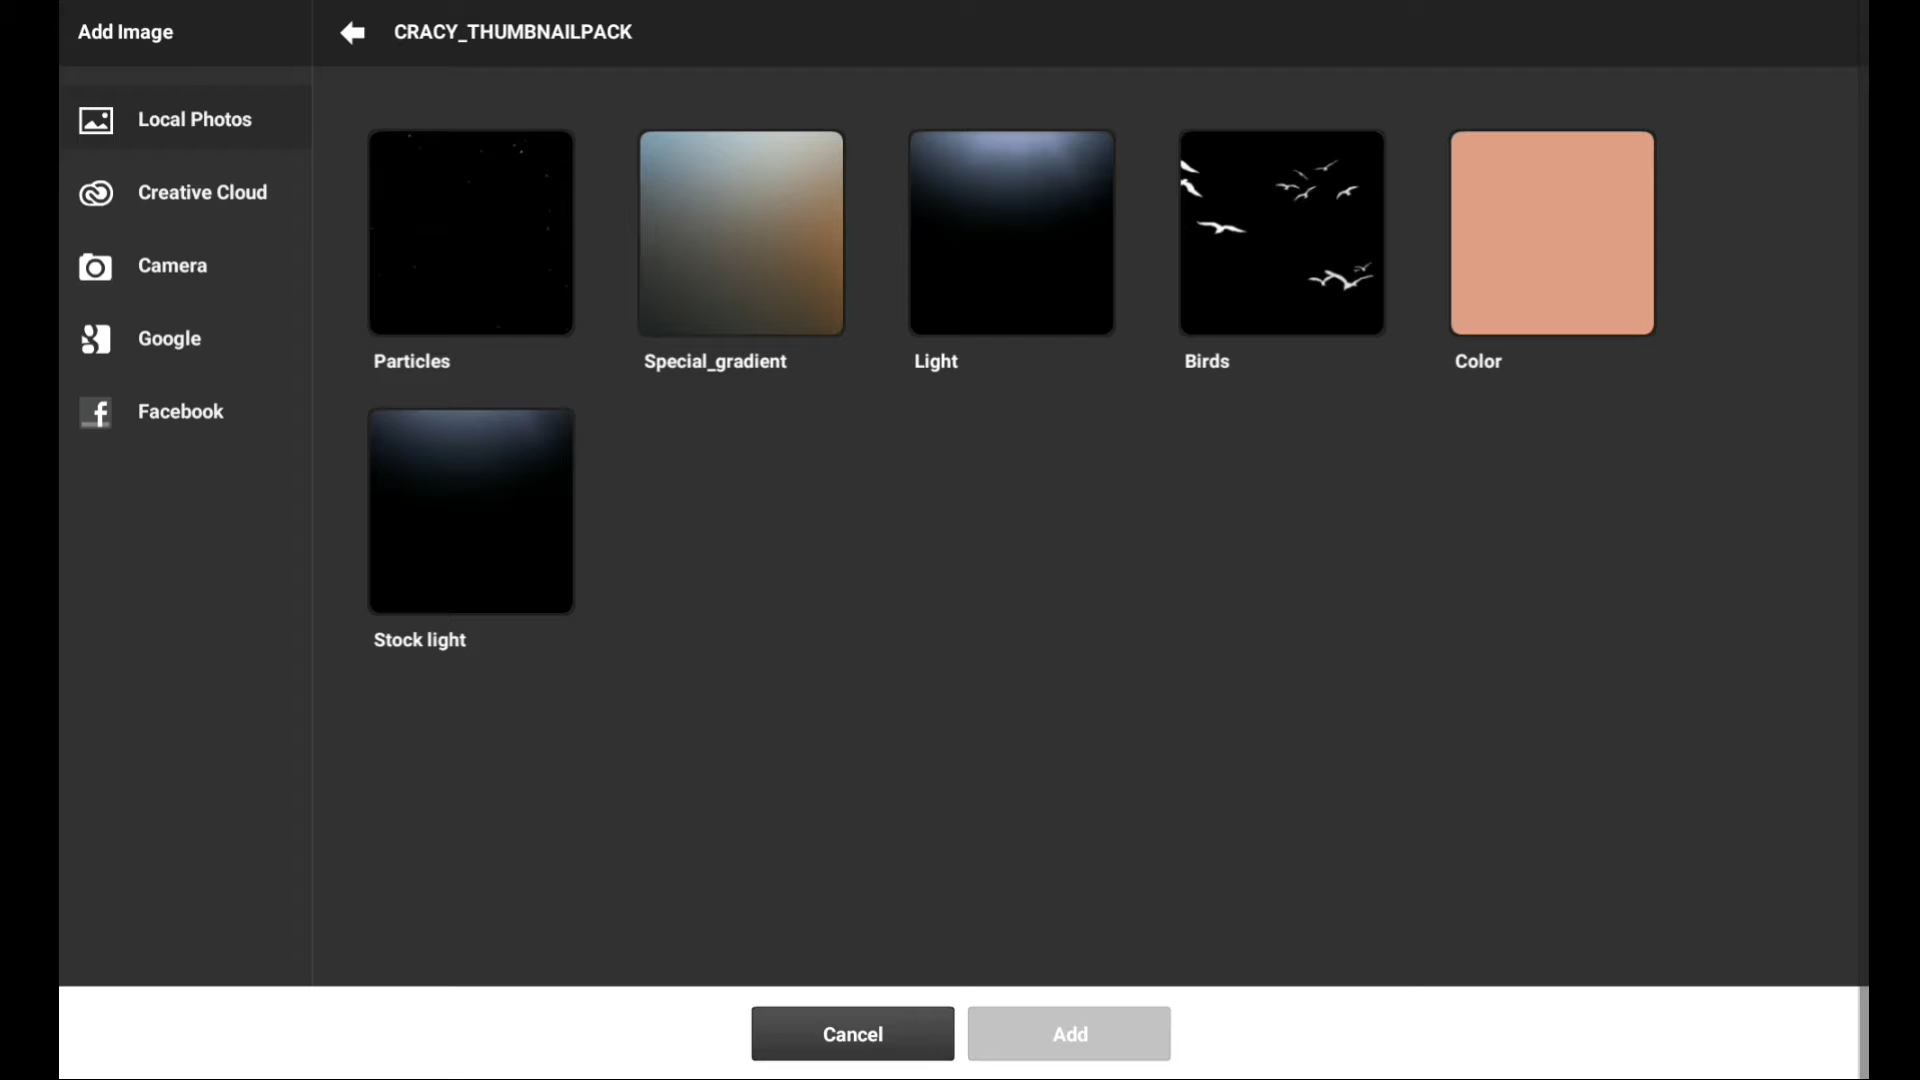 Add Image
CRACY_THUMBNAILPACK
Local Photos
Creative Cloud
Camera
Google
Facebook
Particles
Special_gradient
Light
Birds
Color
Stock light
Cancel
Add